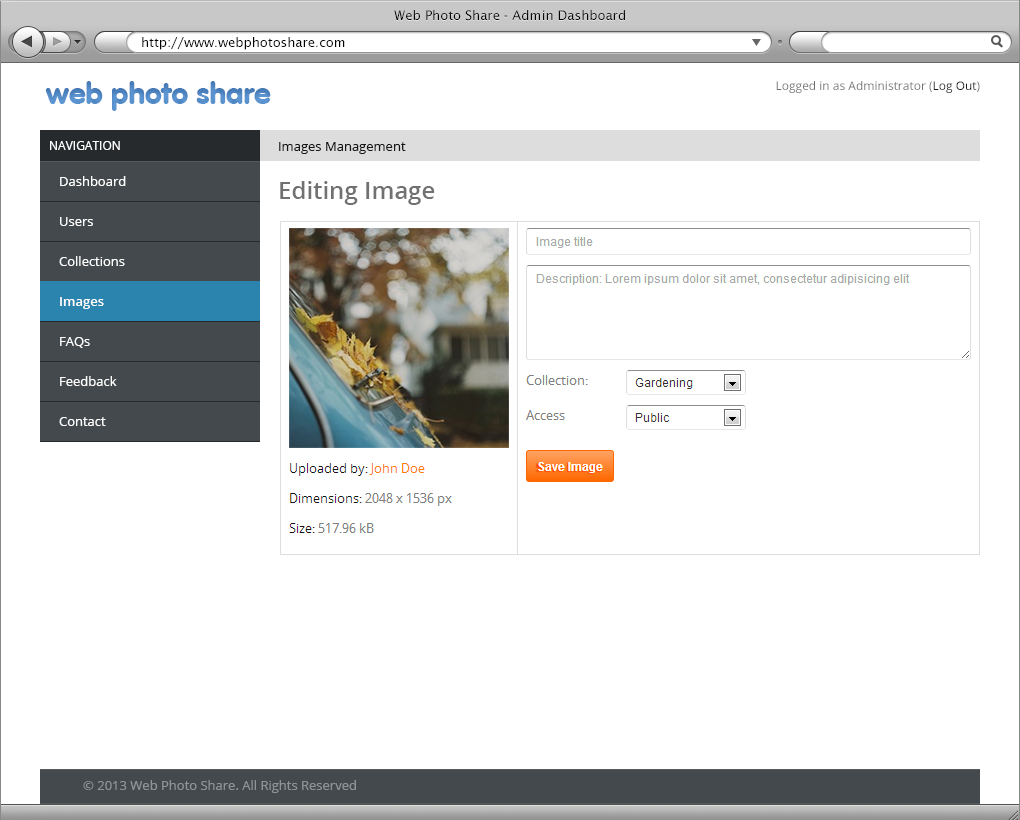 Web Photo Share - Admin Dashboard
http://www.webphotoshare.com
web photo share
Logged in as Administrator (Log Out)
NAVIGATION
Images Management
Dashboard
Users
Collections
Images
FAQs
Feedback
Contact
Editing Image
Image title
Description: Lorem ipsum dolor sit amet, consectetur adipisicing elit
Collection: Gardening
Access Public
Save Image
Uploaded by: John Doe
Dimensions: 2048 x 1536 px
Size: 517.96 kB
© 2013 Web Photo Share. All Rights Reserved